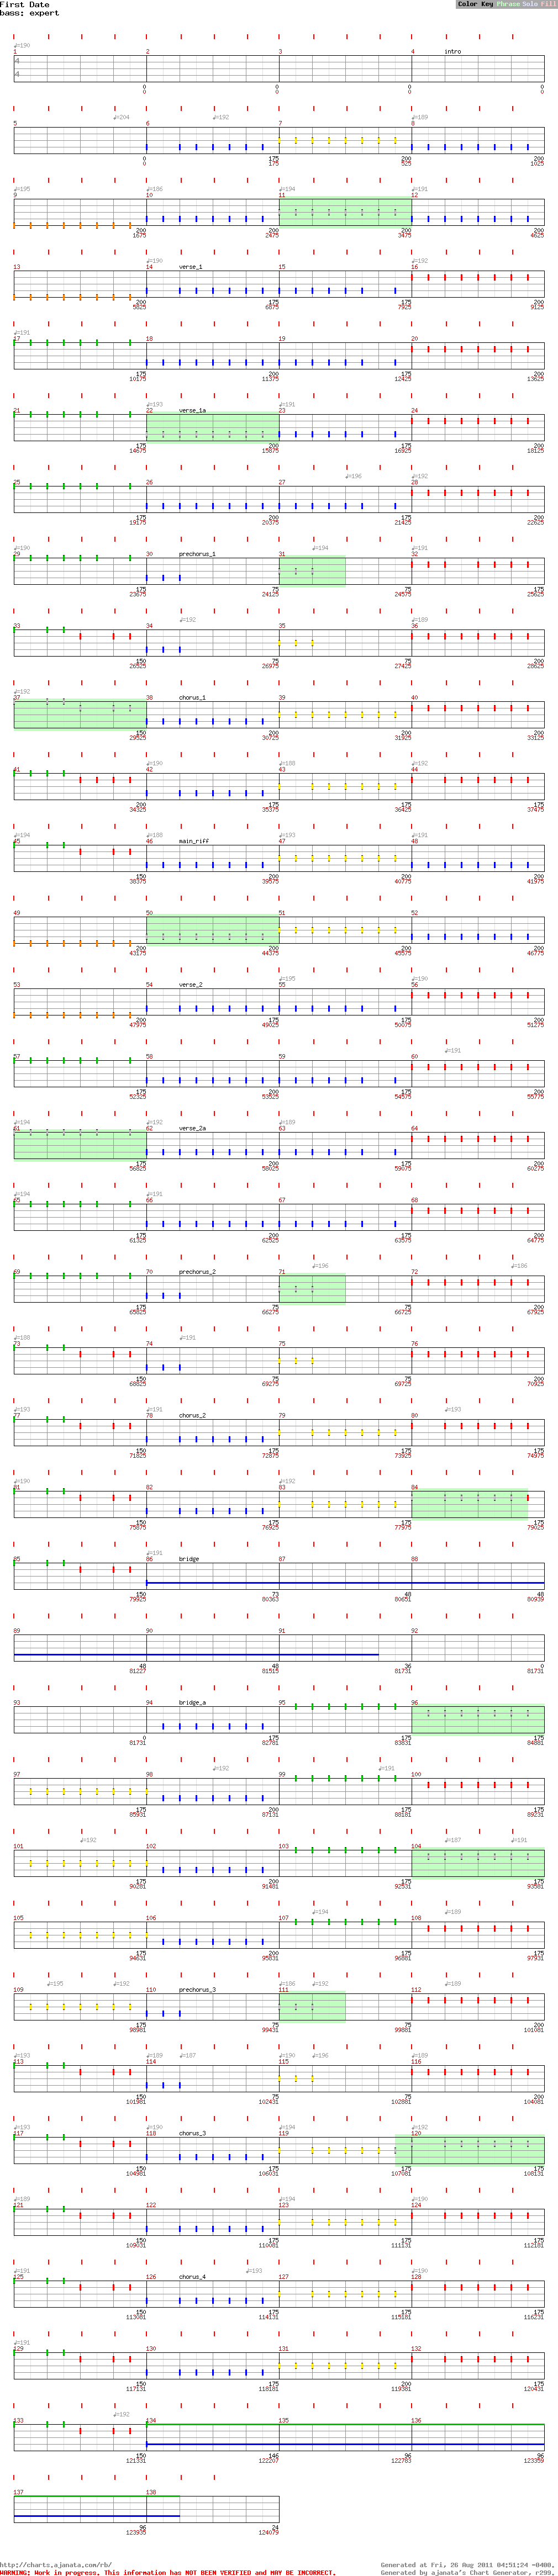 First Date
bass: expert
Color Key Phrase Solo Fill
♩=190
1 2 3 4 intro
4
4
0 0 0 0
0 0 0 0
♩=204 ♩=192 ♩=189
5 6 7 8
0 175 200 200
0 175 525 1025
♩=195 ♩=186 ♩=194 ♩=191
9 10 11 12
200 200 200 200
1675 2475 3475 4625
♩=190 ♩=192
13 14 verse_1 15 16
200 175 175 200
5825 6875 7925 9125
♩=191
17 18 19 20
175 200 175 200
10175 11375 12425 13625
♩=193 ♩=191
21 22 verse_1a 23 24
175 200 175 200
14675 15875 16925 18125
♩=196 ♩=192
25 26 27 28
175 200 175 200
19175 20375 21425 22625
♩=190 ♩=194 ♩=191
29 30 prechorus_1 31 32
175 75 75 175
23675 24125 24575 25625
♩=192 ♩=189
33 34 35 36
150 75 75 200
26525 26975 27425 28625
♩=192
37 38 chorus_1 39 40
150 200 200 200
29525 30725 31925 33125
♩=190 ♩=188 ♩=192
41 42 43 44
200 175 175 175
34325 35375 36425 37475
♩=194 ♩=188 ♩=193 ♩=191
45 46 main_riff 47 48
150 200 200 200
38375 39575 40775 41975
49 50 51 52
200 200 200 200
43175 44375 45575 46775
♩=195 ♩=190
53 54 verse_2 55 56
200 175 175 200
47975 49025 50075 51275
♩=191
57 58 59 60
175 200 175 200
52325 53525 54575 55775
♩=194 ♩=192 ♩=189
61 62 verse_2a 63 64
175 200 175 200
56825 58025 59075 60275
♩=194 ♩=191
65 66 67 68
175 200 175 200
61325 62525 63575 64775
♩=196 ♩=186
69 70 prechorus_2 71 72
175 75 75 200
65825 66275 66725 67925
♩=188 ♩=191
73 74 75 76
150 75 75 200
68825 69275 69725 70925
♩=193 ♩=191 ♩=193
77 78 chorus_2 79 80
150 175 175 175
71825 72875 73925 74975
♩=190 ♩=192
81 82 83 84
150 175 175 175
75875 76925 77975 79025
♩=191
85 86 bridge 87 88
150 73 48 48
79925 80363 80651 80939
89 90 91 92
48 48 36 0
81227 81515 81731 81731
93 94 bridge_a 95 96
0 175 175 175
81731 82781 83831 84881
♩=192 ♩=191
97 98 99 100
175 200 175 175
85931 87131 88181 89231
♩=192 ♩=187 ♩=191
101 102 103 104
175 200 175 175
90281 91481 92531 93581
♩=194 ♩=189
105 106 107 108
175 200 175 175
94631 95831 96881 97931
♩=195 ♩=192 ♩=186 ♩=192 ♩=189
109 110 prechorus_3 111 112
175 75 75 200
98981 99431 99881 101081
♩=193 ♩=189 ♩=187 ♩=190 ♩=196 ♩=189
113 114 115 116
150 75 75 200
101981 102431 102881 104081
♩=193 ♩=190 ♩=194 ♩=192
117 118 chorus_3 119 120
150 175 175 175
104981 106031 107081 108131
♩=189 ♩=194 ♩=190
121 122 123 124
150 175 175 175
109031 110081 111131 112181
♩=191 ♩=193 ♩=190
125 126 chorus_4 127 128
150 175 175 175
113081 114131 115181 116231
♩=191
129 130 131 132
150 175 200 175
117131 118181 119381 120431
♩=192
133 134 135 136
150 146 96 96
121331 122207 122783 123359
137 138
96 24
123935 124079
http://charts.ajanata.com/rb/
WARNING: Work in progress. This information has NOT BEEN VERIFIED and MAY BE INCORRECT.
Generated at Fri, 26 Aug 2011 04:51:24 -0400.
Generated by ajanata's Chart Generator, r299.